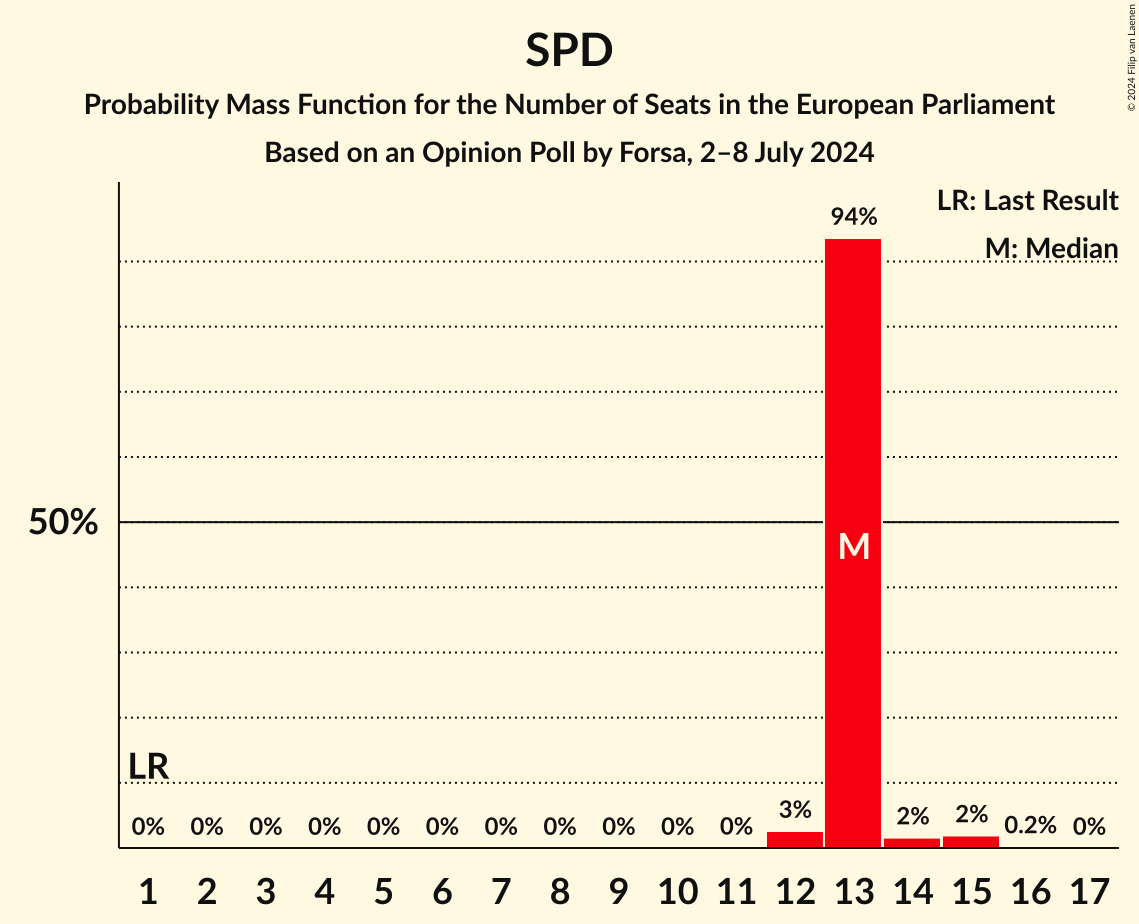 SPD
Probability Mass Function for the Number of Seats in the European Parliament
Based on an Opinion Poll by Forsa, 2–8 July 2024
© 2024 Filip van Laenen
LR: Last Result
M: Median
94%
50%
M
LR
0% 0% 0% 0% 0% 0% 0% 0% 0% 0% 0% 3% 2% 2% 0.2% 0%
1 2 3 4 5 6 7 8 9 10 11 12 13 14 15 16 17